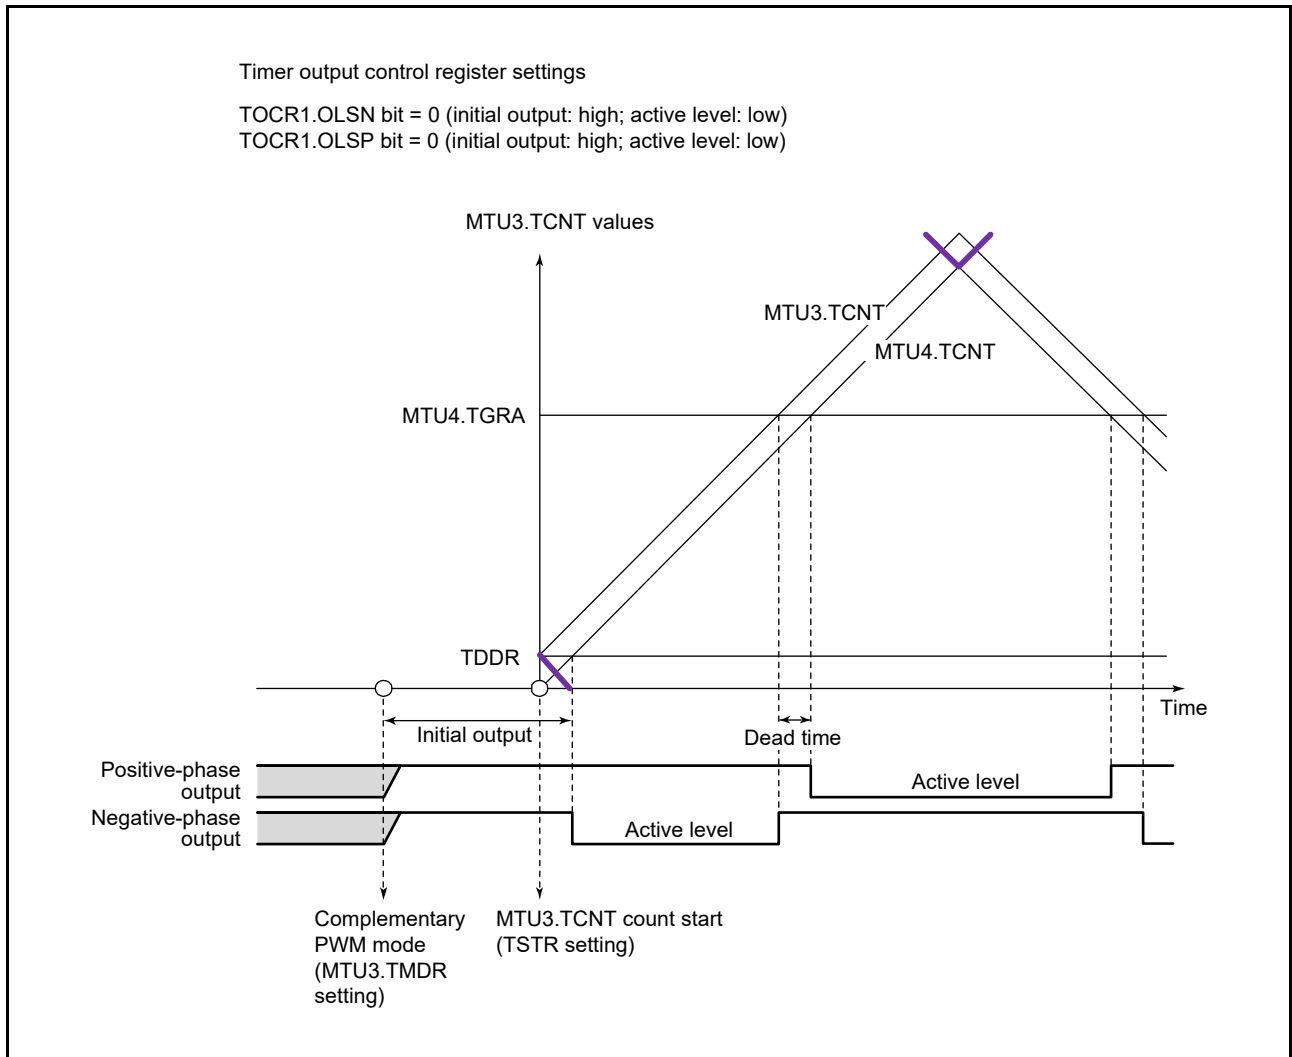 Timer output control register settings
TOCR1.OLSN bit = 0 (initial output: high; active level: low)
TOCR1.OLSP bit = 0 (initial output: high; active level: low)
MTU3.TCNT values
MTU3.TCNT
MTU4.TCNT
MTU4.TGRA
TDDR
Time
Initial output
Dead time
Positive-phase
output
Active level
Negative-phase
output
Active level
Complementary
PWM mode
(MTU3.TMDR
setting)
MTU3.TCNT count start
(TSTR setting)